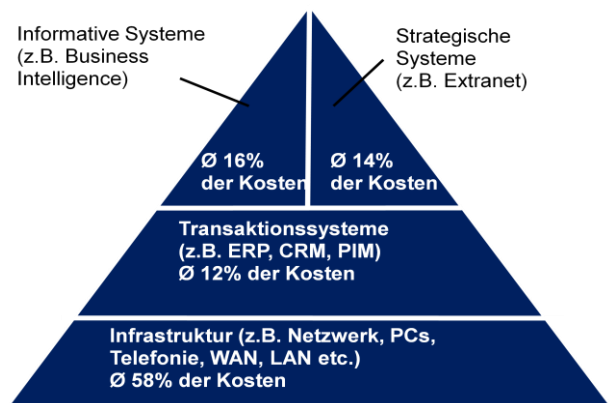 Informative Systeme
(z.B. Business
Intelligence)
Strategische
Systeme
(z.B. Extranet)
Ø 16%
der Kosten
Ø 14%
der Kosten
Transaktionssysteme
(z.B. ERP, CRM, PIM)
Ø 12% der Kosten
Infrastruktur (z.B. Netzwerk, PCs,
Telefonie, WAN, LAN etc.)
Ø 58% der Kosten